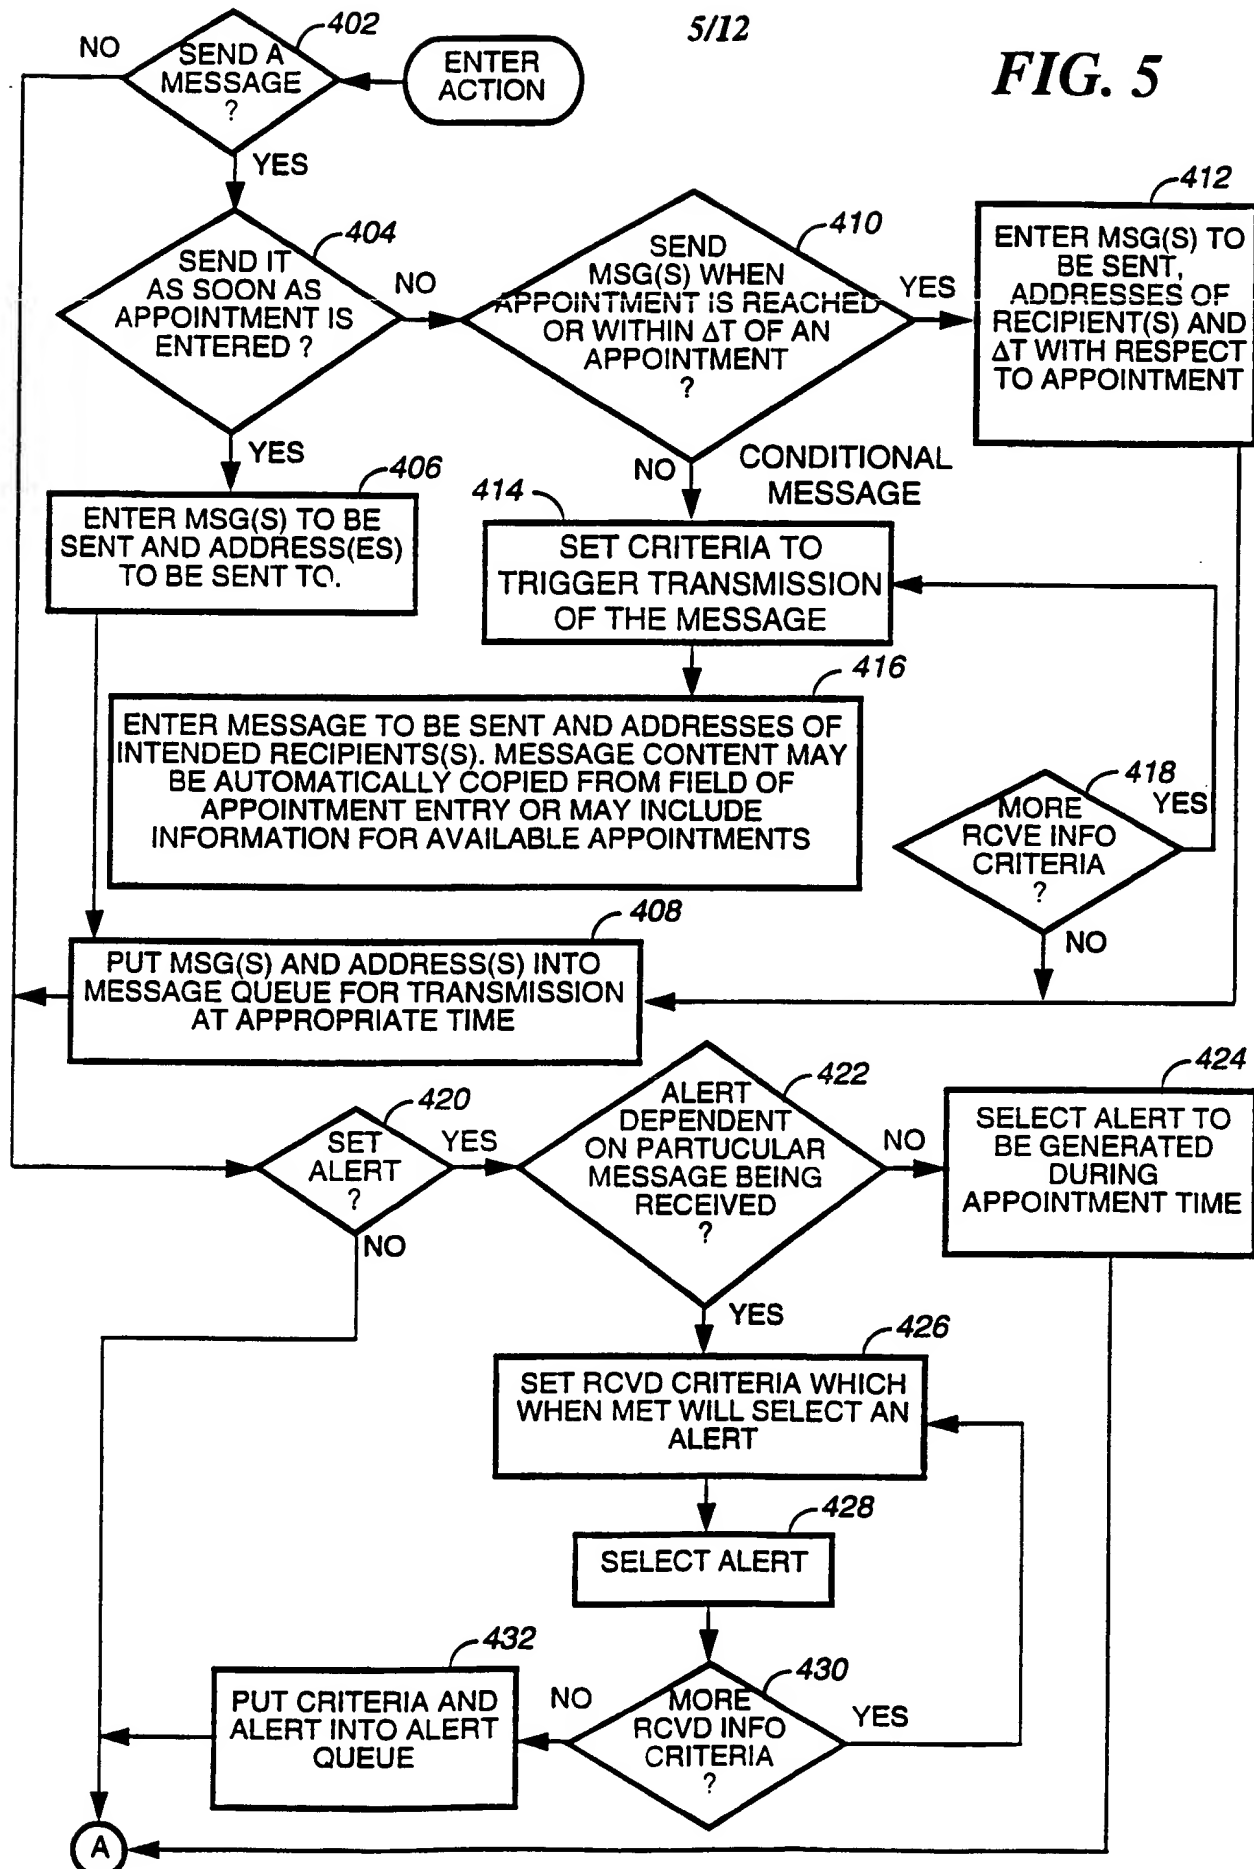 5/12
FIG. 5
402
NO
SEND A
MESSAGE
?
ENTER
ACTION
YES
404
SEND IT
AS SOON AS
APPOINTMENT IS
ENTERED ?
NO
410
SEND
MSG(S) WHEN
APPOINTMENT IS REACHED
OR WITHIN ΔT OF AN
APPOINTMENT
?
YES
412
ENTER MSG(S) TO
BE SENT,
ADDRESSES OF
RECIPIENT(S) AND
ΔT WITH RESPECT
TO APPOINTMENT
YES
406
ENTER MSG(S) TO BE
SENT AND ADDRESS(ES)
TO BE SENT TO.
NO
CONDITIONAL
MESSAGE
414
SET CRITERIA TO
TRIGGER TRANSMISSION
OF THE MESSAGE
416
ENTER MESSAGE TO BE SENT AND ADDRESSES OF
INTENDED RECIPIENTS(S). MESSAGE CONTENT MAY
BE AUTOMATICALLY COPIED FROM FIELD OF
APPOINTMENT ENTRY OR MAY INCLUDE
INFORMATION FOR AVAILABLE APPOINTMENTS
418
MORE
RCVE INFO
CRITERIA
?
YES
NO
408
PUT MSG(S) AND ADDRESS(S) INTO
MESSAGE QUEUE FOR TRANSMISSION
AT APPROPRIATE TIME
420
SET
ALERT
?
YES
NO
422
ALERT
DEPENDENT
ON PARTUCULAR
MESSAGE BEING
RECEIVED
?
NO
424
SELECT ALERT TO
BE GENERATED
DURING
APPOINTMENT TIME
YES
426
SET RCVD CRITERIA WHICH
WHEN MET WILL SELECT AN
ALERT
428
SELECT ALERT
430
MORE
RCVD INFO
CRITERIA
?
YES
NO
432
PUT CRITERIA AND
ALERT INTO ALERT
QUEUE
A